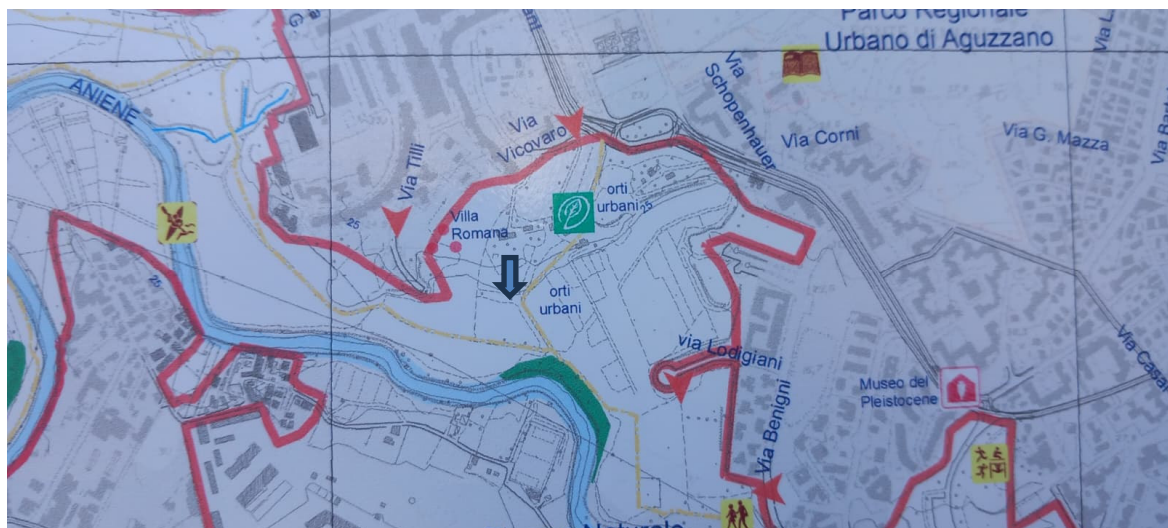 Parco Regionale
Urbano di Aguzzano
ANIENE
Via
Schopenhauer
Via
Vicovaro
Via Corni
Via G. Mazza
Via Tilli
Villa
Romana
orti
urbani
25
25
25
orti
urbani
via Lodigiani
Museo del
Pleistocene
Via Benigni
Naturale